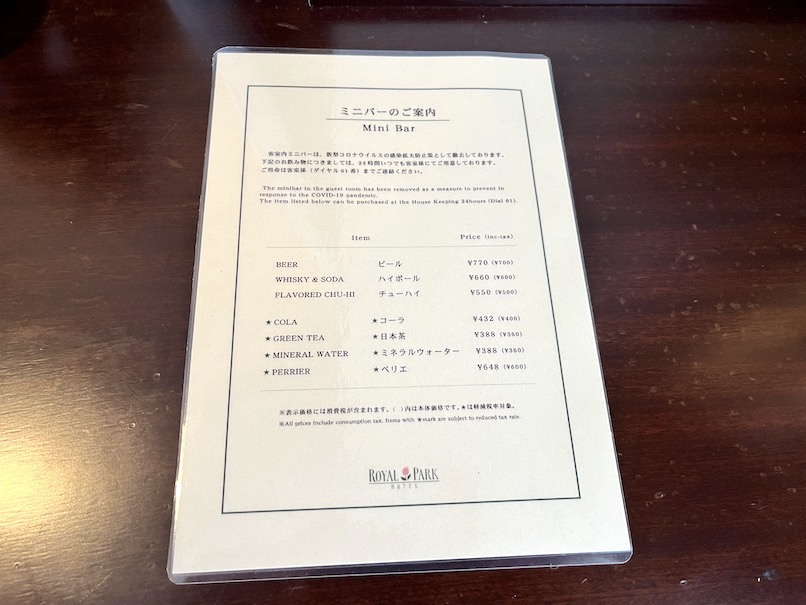 ミニバーのご案内
Mini Bar
客室内ミニバーは、新型コロナウイルスの感染拡大防止策として撤去しております。
下記のお飲み物につきましては、24時間いつでも客室係にてご用意しております。
ご用命は客室係（ダイヤル61番）までご連絡ください。
The minibar in the guest room has been removed as a measure to prevent in
response to the COVID-19 pandemic.
The Item listed below can be purchased at the House Keeping 24hours (Dial 61).
Item Price (inc-tax)
BEER ビール ¥770 (¥700)
WHISKY & SODA ハイボール ¥660 (¥600)
FLAVORED CHU-HI チューハイ ¥550 (¥500)
★ COLA ★コーラ ¥432 (¥400)
★ GREEN TEA ★日本茶 ¥388 (¥360)
★ MINERAL WATER ★ミネラルウォーター ¥388 (¥360)
★ PERRIER ★ペリエ ¥648 (¥600)
※表示価格には消費税が含まれます。( )内は本体価格です。★は軽減税率対象。
※All prices include consumption tax. Items with ★mark are subject to reduced tax rate.
ROYAL PARK
HOTEL